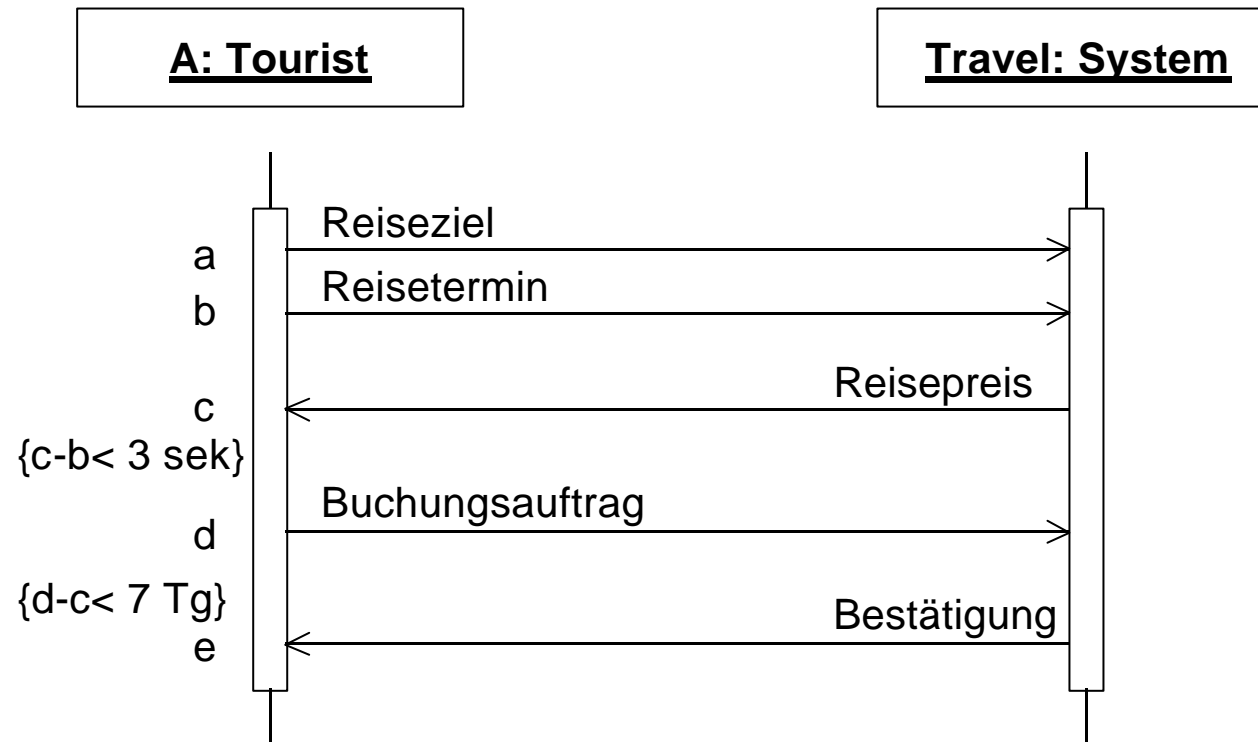 A: Tourist
Travel: System
Reiseziel
a
Reisetermin
b
Reisepreis
c
{c-b< 3 sek}
Buchungsauftrag
d
{d-c< 7 Tg}
Bestätigung
e